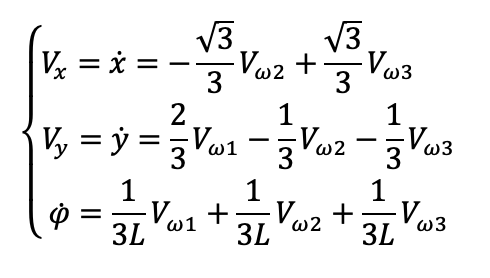 Vₓ = ẋ = −√3/3 V_ω2 + √3/3 V_ω3
V_y = ẏ = 2/3 V_ω1 − 1/3 V_ω2 − 1/3 V_ω3
φ̇ = 1/3L V_ω1 + 1/3L V_ω2 + 1/3L V_ω3